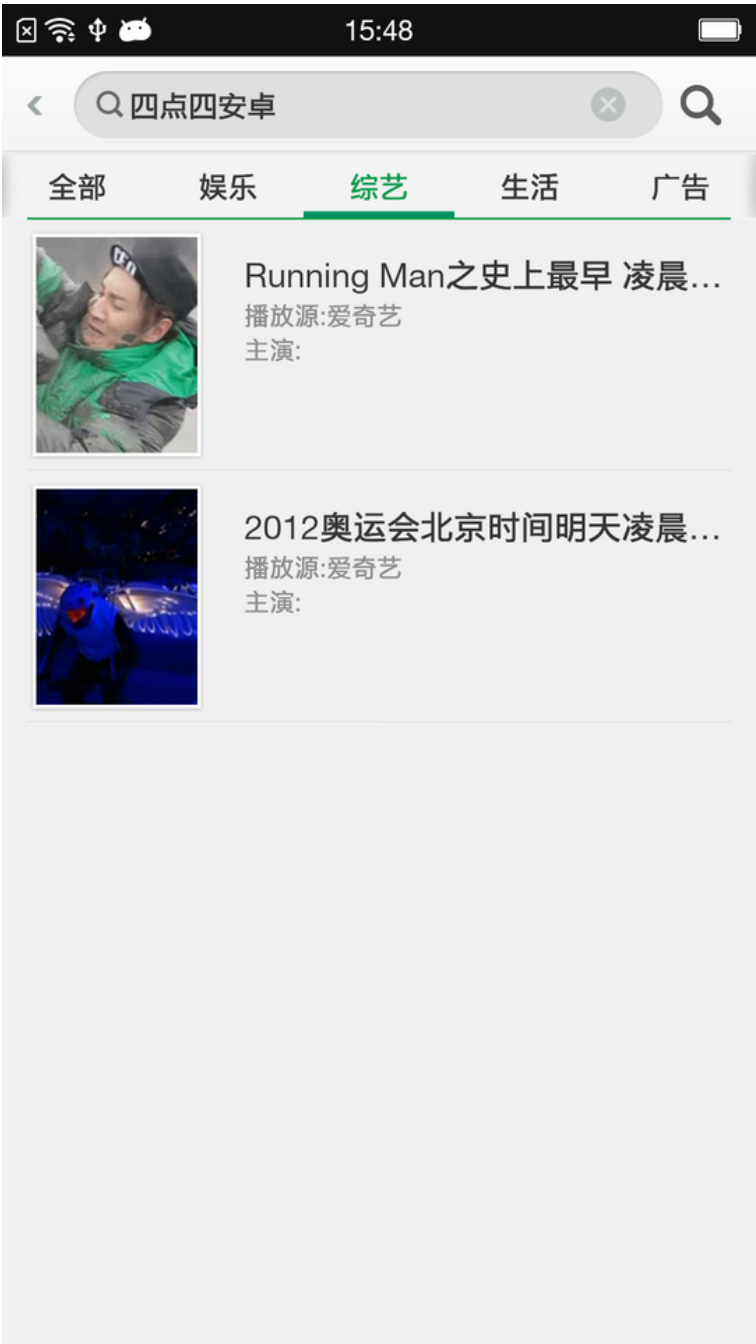 15:48
四点四安卓
全部 娱乐 综艺 生活 广告
Running Man之史上最早 凌晨...
播放源:爱奇艺
主演:
2012奥运会北京时间明天凌晨...
播放源:爱奇艺
主演: